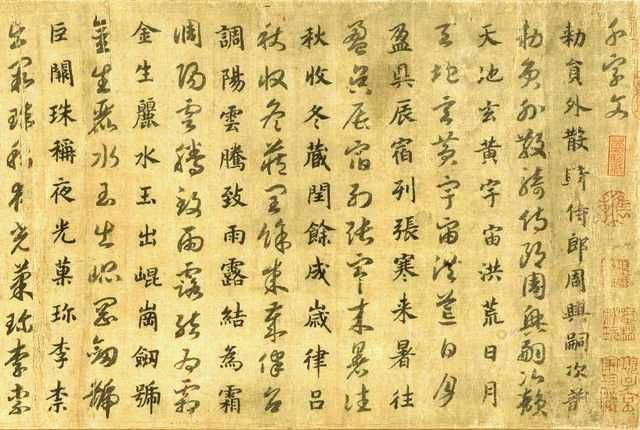 千字文
勑員外散騎侍郎周興嗣次韻
勑員外散騎侍郎周興嗣次韻
天地玄黃宇宙洪荒日月
天地玄黃宇宙洪荒日月
盈昃辰宿列張寒来暑往
盈昃辰宿列張寒来暑往
秋收冬蔵閏餘成歲律呂
秋收冬蔵閏餘成歲律呂
調陽雲騰致雨露結為霜
調陽雲騰致雨露結為霜
金生麗水玉出崐崗劔號
金生麗水玉出崐崗劔號
巨闕珠稱夜光菓珎李柰
巨闕珠稱夜光菓珎李柰